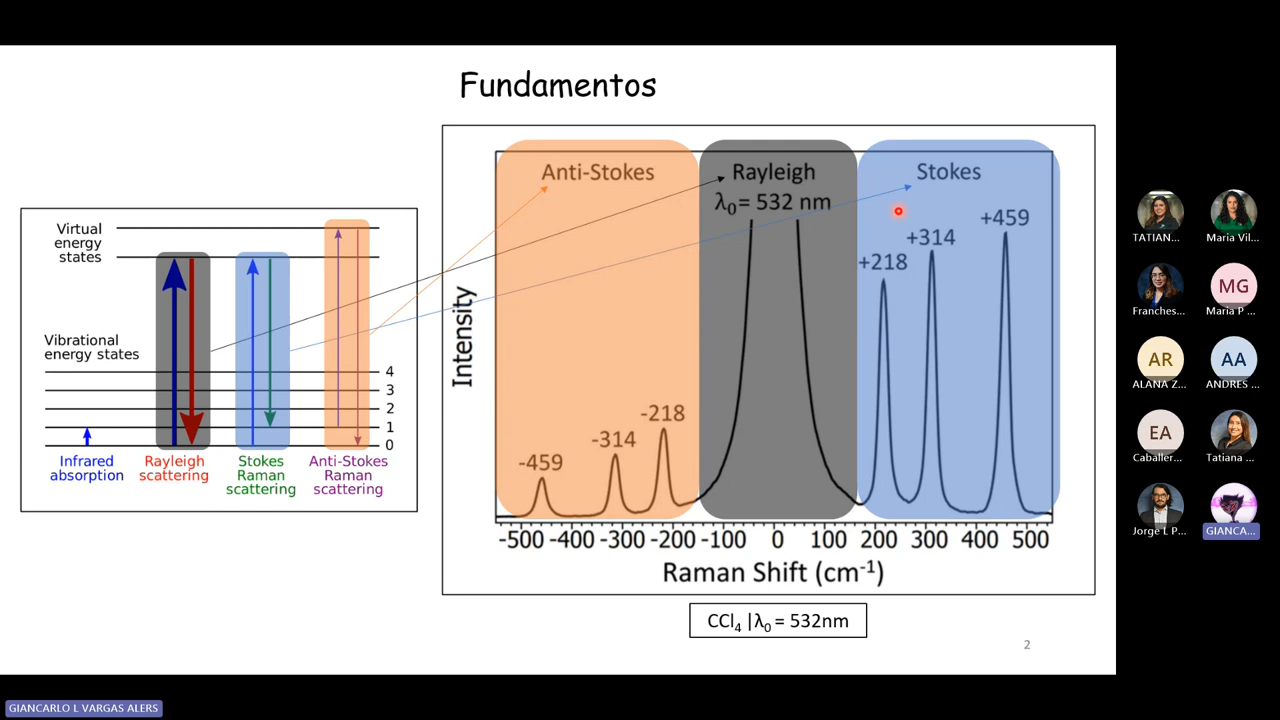 Fundamentos
Virtual
energy
states
Vibrational
energy states
4
3
2
1
0
Infrared
absorption
Rayleigh
scattering
Stokes
Raman
scattering
Anti-Stokes
Raman
scattering
Anti-Stokes
Rayleigh
λ₀= 532 nm
Stokes
-459
-314
-218
+218
+314
+459
Intensity
-500 -400 -300 -200 -100 0 100 200 300 400 500
Raman Shift (cm⁻¹)
CCl₄ |λ₀ = 532nm
2
TATIAN...
Maria Vil...
Franches...
MG
Maria P ...
AR
ALANA Z...
AA
ANDRES ...
EA
Caballer...
Tatiana ...
Jorge L P...
GIANCA...
GIANCARLO L VARGAS ALERS